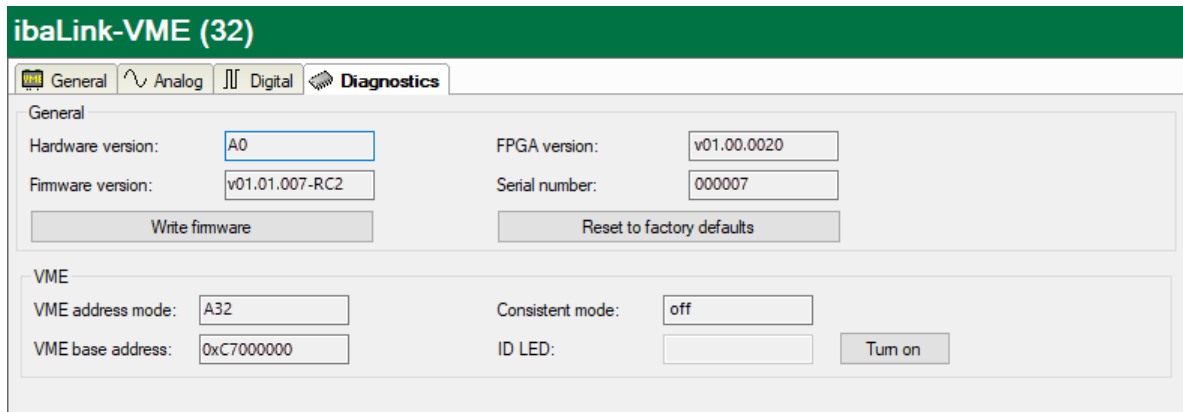 ibaLink-VME (32)
VME General Analog Digital Diagnostics
General
Hardware version: A0 FPGA version: v01.00.0020
Firmware version: v01.01.007-RC2 Serial number: 000007
Write firmware Reset to factory defaults
VME
VME address mode: A32 Consistent mode: off
VME base address: 0xC7000000 ID LED: Turn on